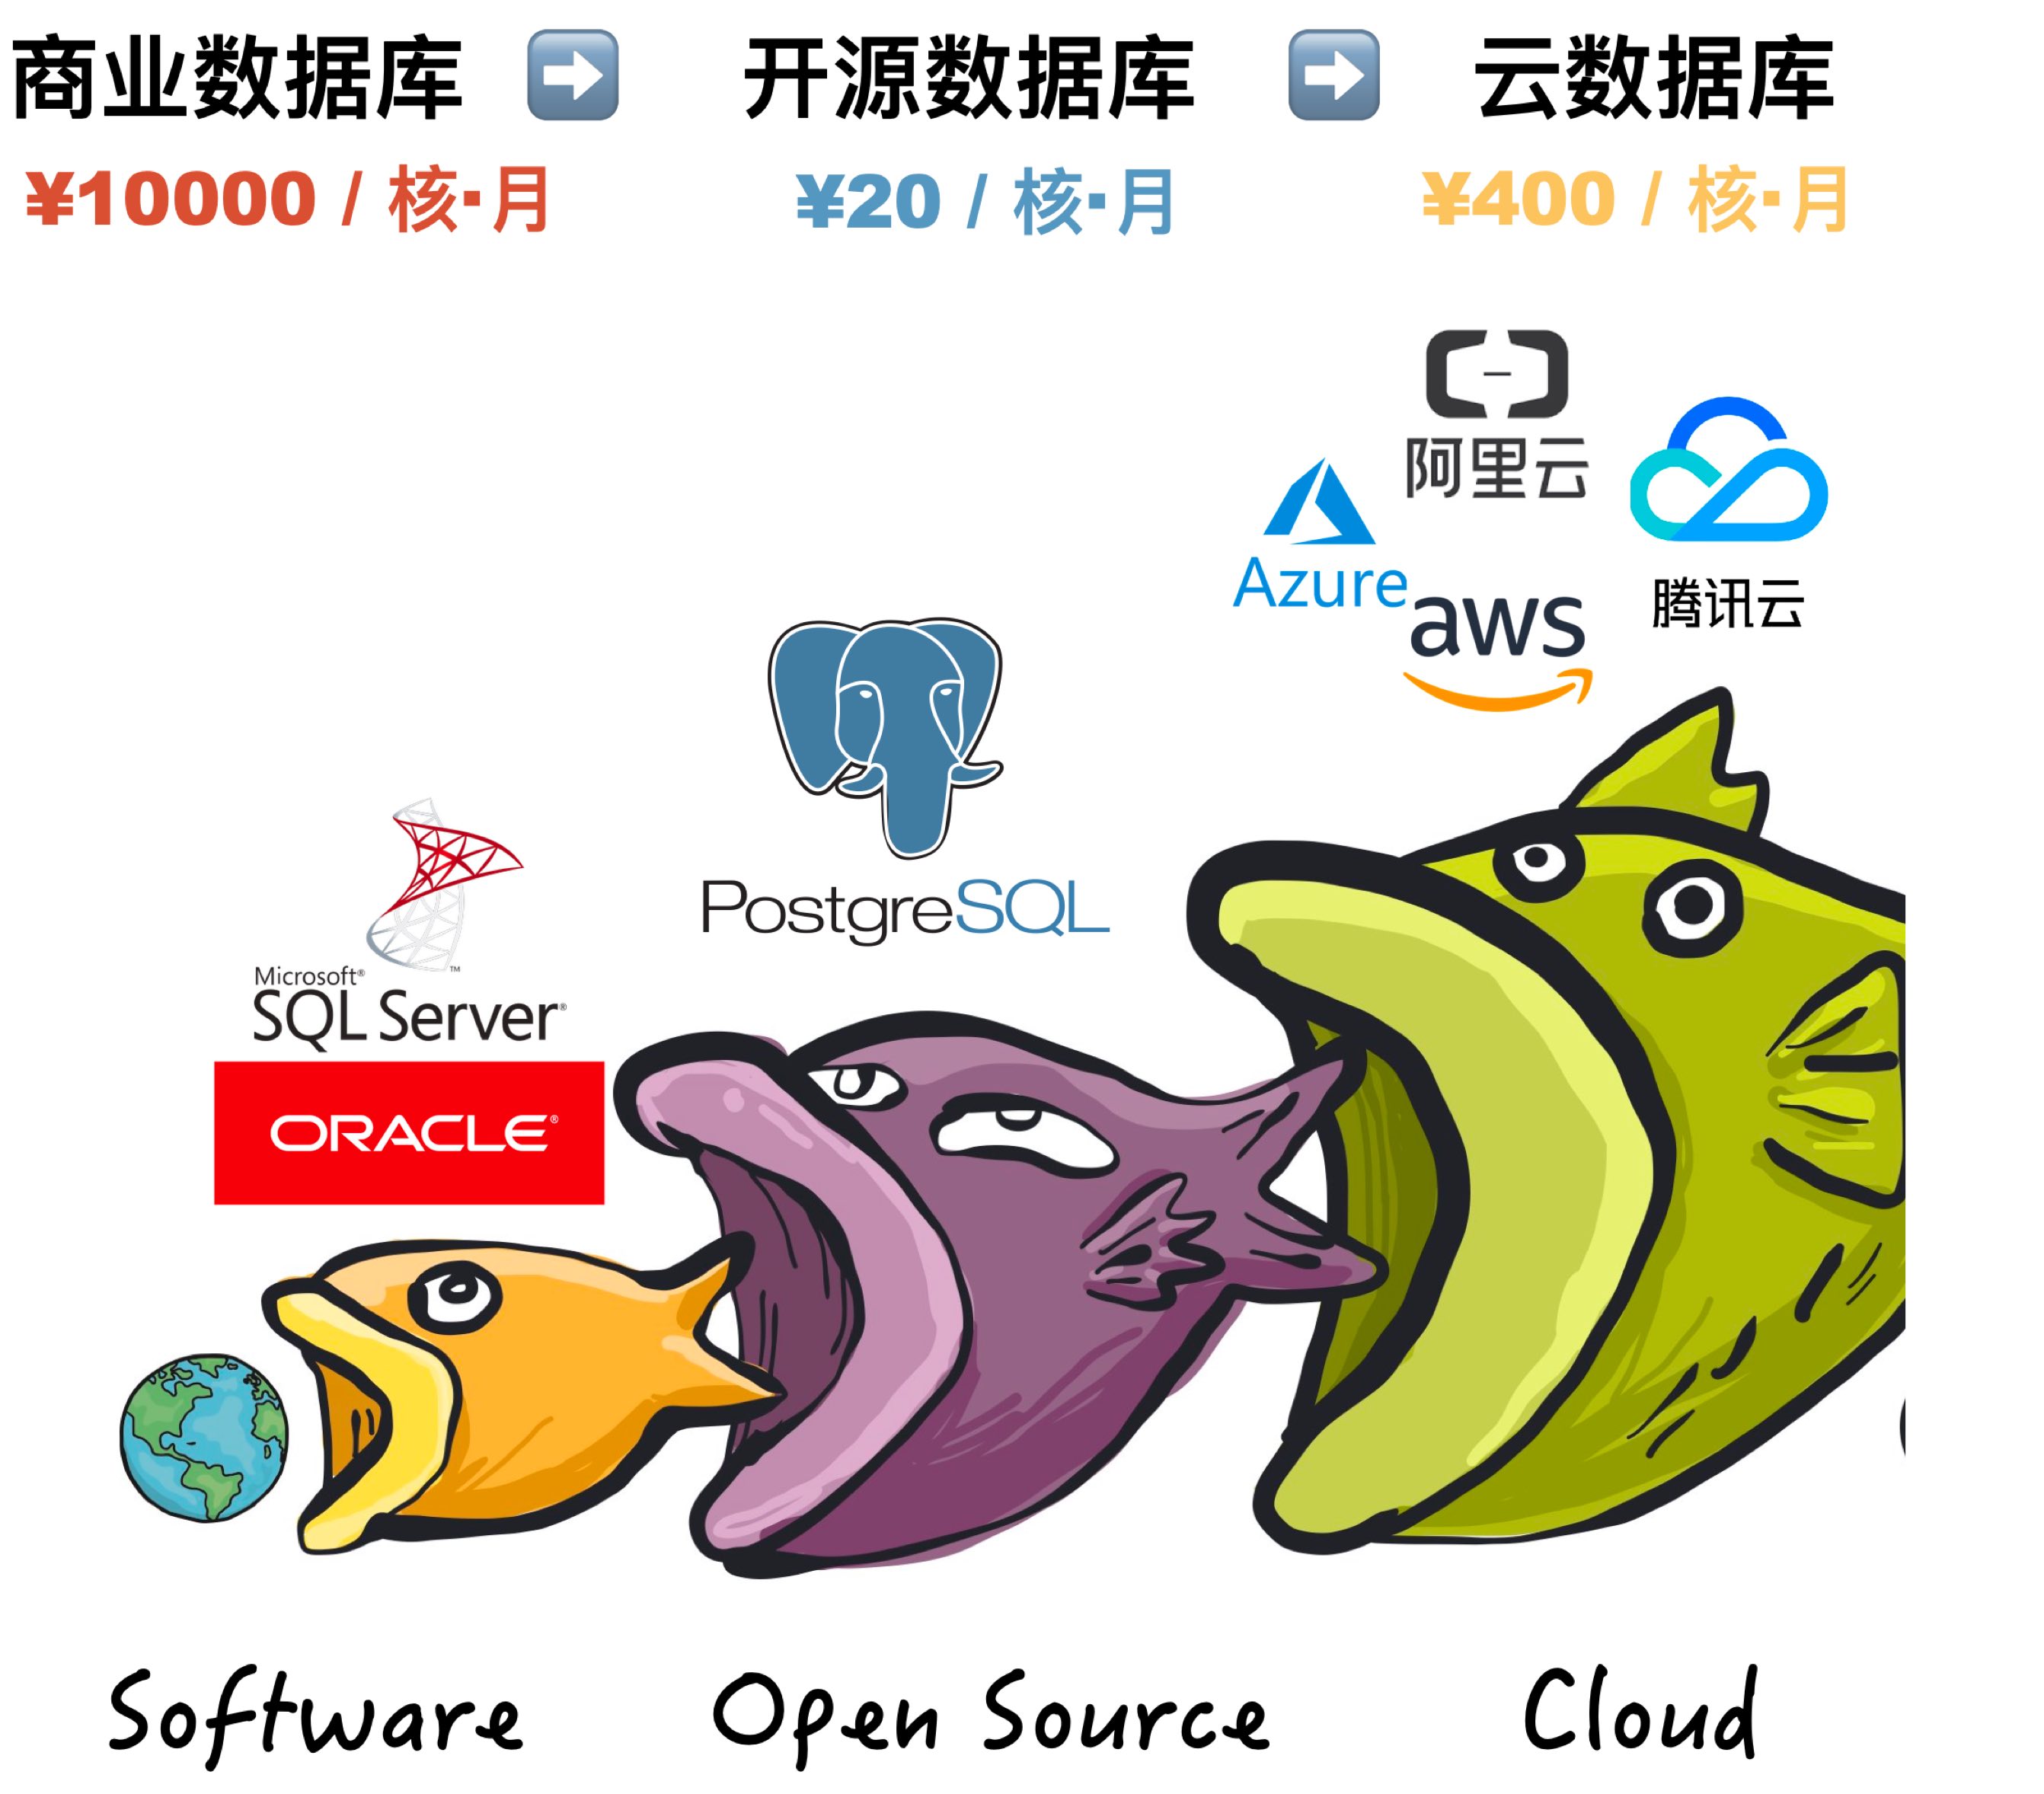 商业数据库 ➡ 开源数据库 ➡ 云数据库
¥10000 / 核·月 ¥20 / 核·月 ¥400 / 核·月
阿里云
Azure
aws
腾讯云
PostgreSQL
Microsoft®
SQL Server®
ORACLE®
Software Open Source Cloud